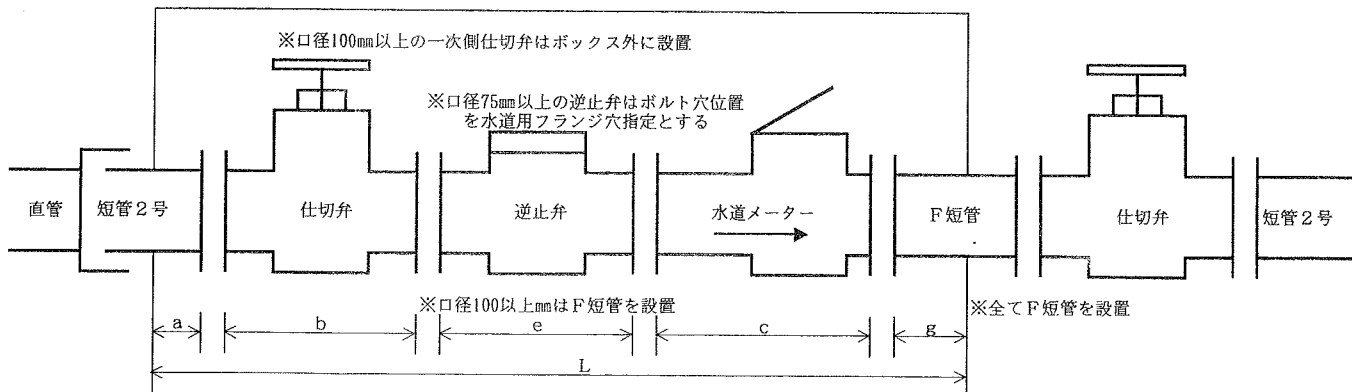 ※口径100mm以上の一次側仕切弁はボックス外に設置
※口径75mm以上の逆止弁はボルト穴位置
を水道用フランジ穴指定とする
直管
短管2号
仕切弁
逆止弁
水道メーター
F短管
仕切弁
短管2号
※口径100以上mmはF短管を設置
※全てF短管を設置
a
b
e
c
g
L